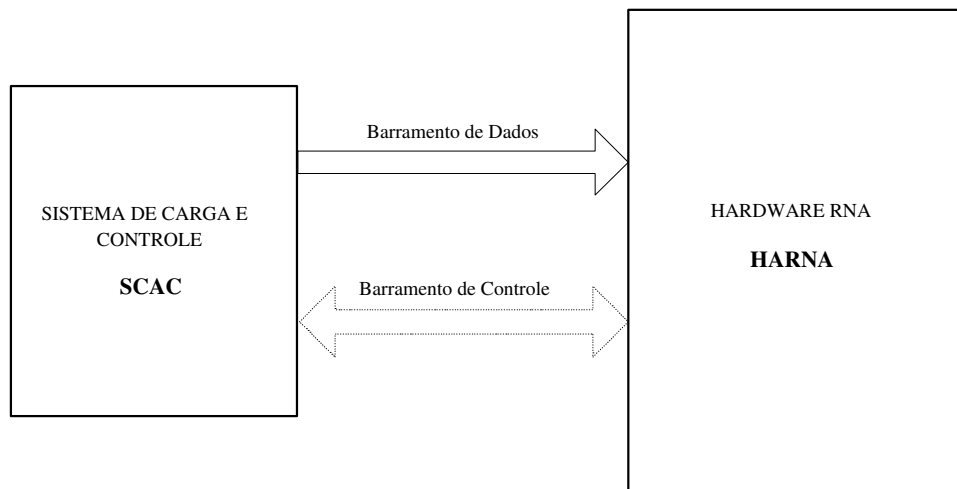 SISTEMA DE CARGA E
CONTROLE
SCAC
Barramento de Dados
Barramento de Controle
HARDWARE RNA
HARNA